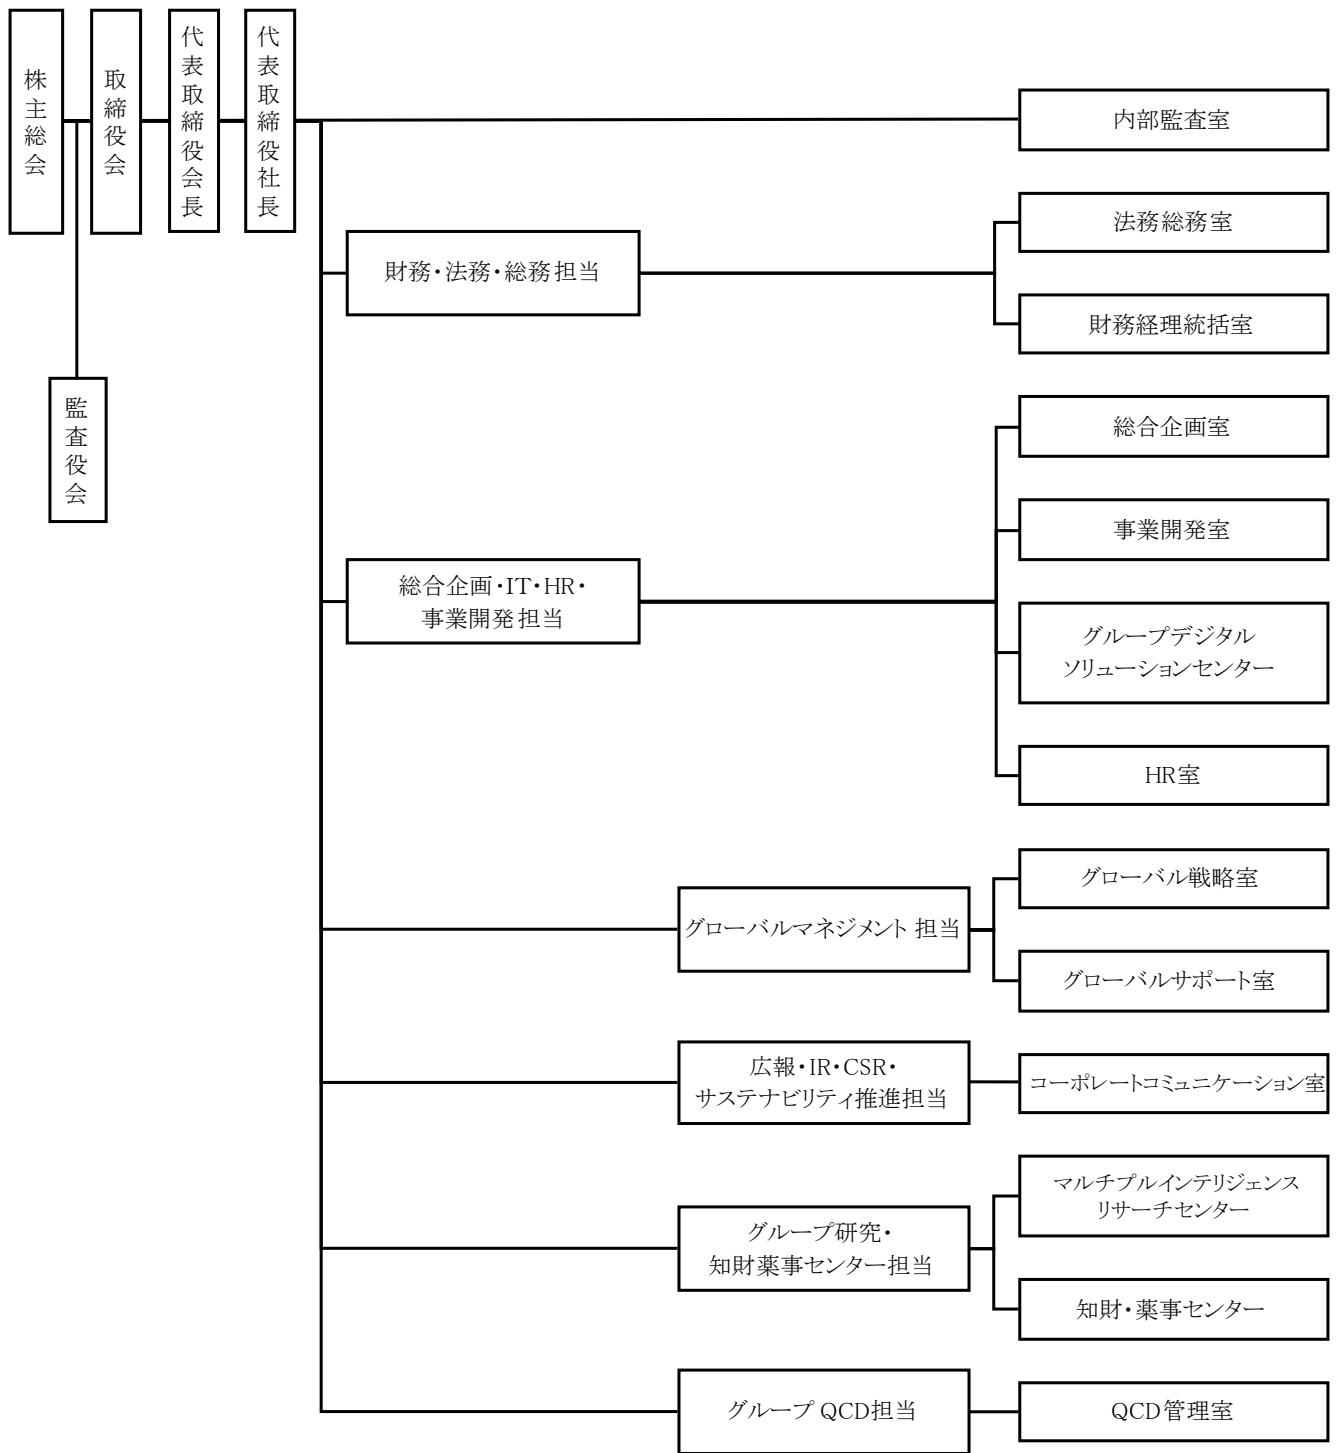 株主総会
取締役会
代表取締役会長
代表取締役社長
監査役会
内部監査室
財務・法務・総務担当
法務総務室
財務経理統括室
総合企画・IT・HR・
事業開発担当
総合企画室
事業開発室
グループデジタル
ソリューションセンター
HR室
グローバルマネジメント 担当
グローバル戦略室
グローバルサポート室
広報・IR・CSR・
サステナビリティ推進担当
コーポレートコミュニケーション室
グループ研究・
知財薬事センター担当
マルチプルインテリジェンス
リサーチセンター
知財・薬事センター
グループ QCD担当
QCD管理室